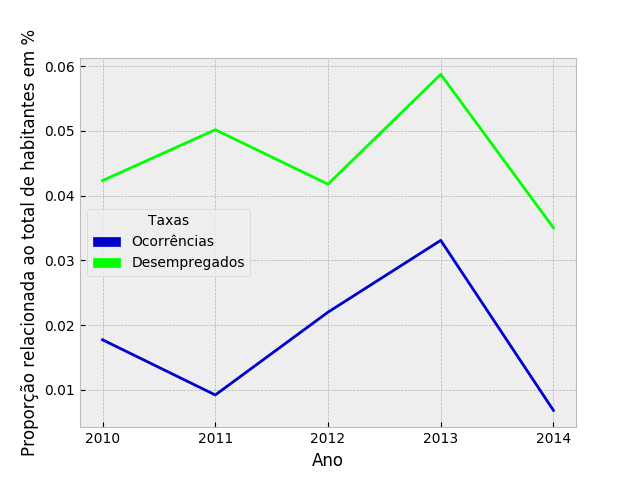 Proporção relacionada ao total de habitantes em %
0.06
0.05
0.04
0.03
0.02
0.01
Taxas
Ocorrências
Desempregados
2010 2011 2012 2013 2014
Ano